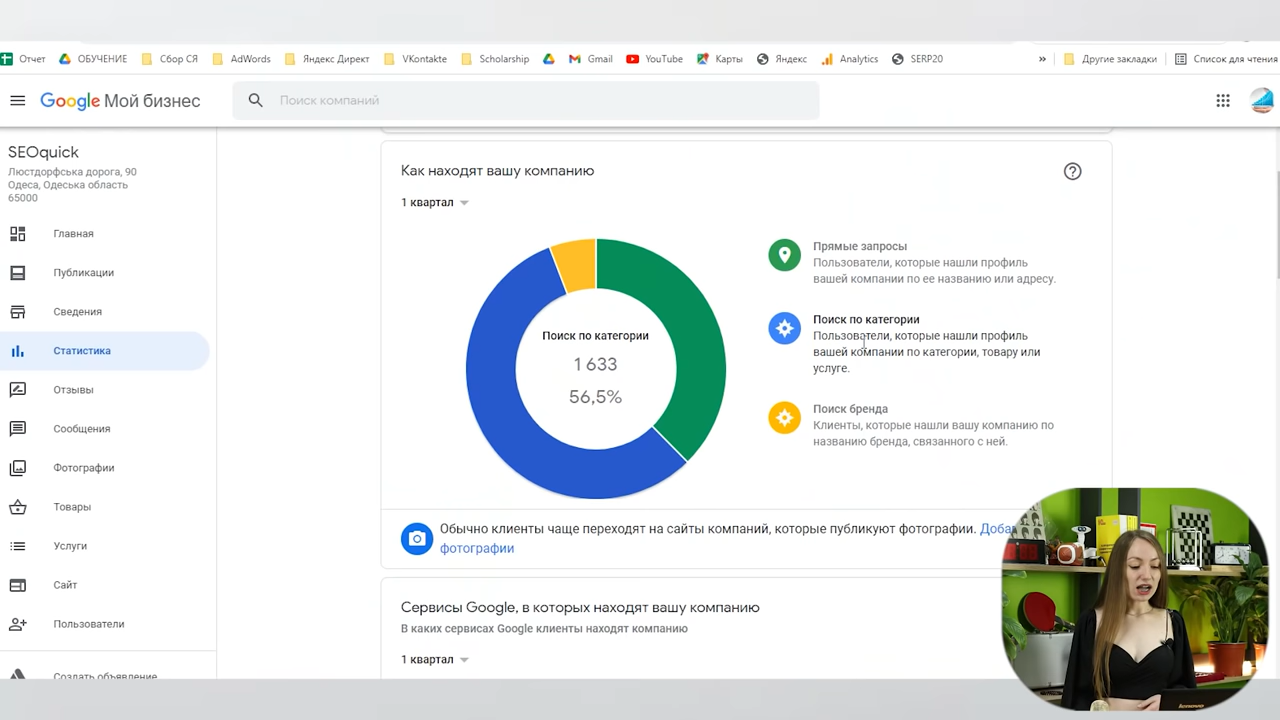 Отчет
ОБУЧЕНИЕ
Сбор СЯ
AdWords
Яндекс Директ
VKontakte
Scholarship
Gmail
YouTube
Карты
Яндекс
Analytics
SERP20
»
Другие закладки
Список для чтения
Google Мой бизнес
Поиск компаний
SEOquick
Люстдорфська дорога, 90
Одеса, Одеська область
65000
Главная
Публикации
Сведения
Статистика
Отзывы
Сообщения
Фотографии
Товары
Услуги
Сайт
Пользователи
Создать объявление
Как находят вашу компанию
1 квартал
Поиск по категории
1 633
56,5%
Прямые запросы
Пользователи, которые нашли профиль
вашей компании по ее названию или адресу.
Поиск по категории
Пользователи, которые нашли профиль
вашей компании по категории, товару или
услуге.
Поиск бренда
Клиенты, которые нашли вашу компанию по
названию бренда, связанного с ней.
Обычно клиенты чаще переходят на сайты компаний, которые публикуют фотографии. Доба
фотографии
Сервисы Google, в которых находят вашу компанию
В каких сервисах Google клиенты находят компанию
1 квартал